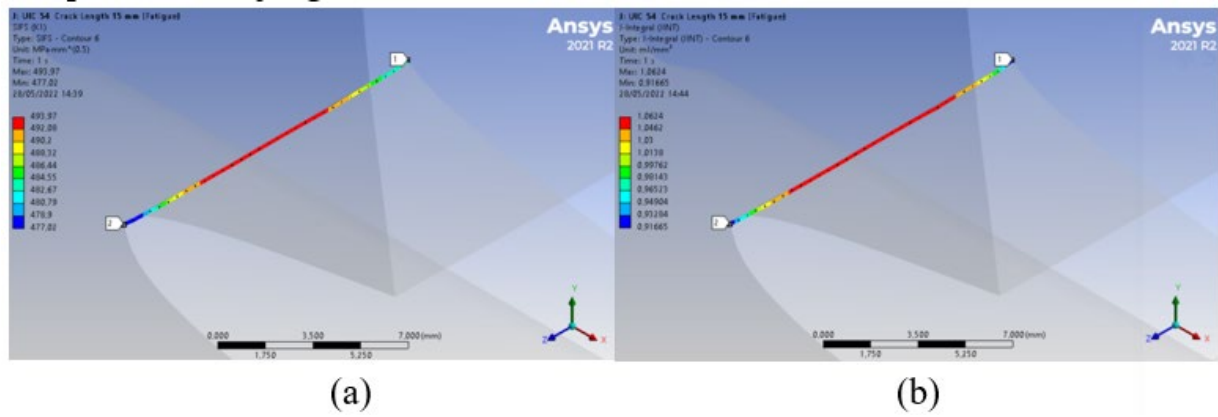 J: UIC 54 Crack Length 15 mm (Fatigue)
SIFS (K1)
Type: SIFS - Contour 6
Unit: MPa·mm^(0.5)
Time: 1 s
Max: 493,97
Min: 477,02
28/05/2022 14:39
493,97
492,08
490,2
488,32
486,44
484,55
482,67
480,79
478,9
477,02
Ansys
2021 R2
1
2
0,000 3,500 7,000 (mm)
1,750 5,250
Y
Z X
(a)
J: UIC 54 Crack Length 15 mm (Fatigue)
J-Integral (JINT)
Type: J-Integral (JINT) - Contour 6
Unit: mJ/mm²
Time: 1 s
Max: 1,0624
Min: 0,91665
28/05/2022 14:44
1,0624
1,0462
1,03
1,0138
0,99762
0,98143
0,96523
0,94904
0,93284
0,91665
Ansys
2021 R2
1
2
0,000 3,500 7,000 (mm)
1,750 5,250
Y
Z X
(b)